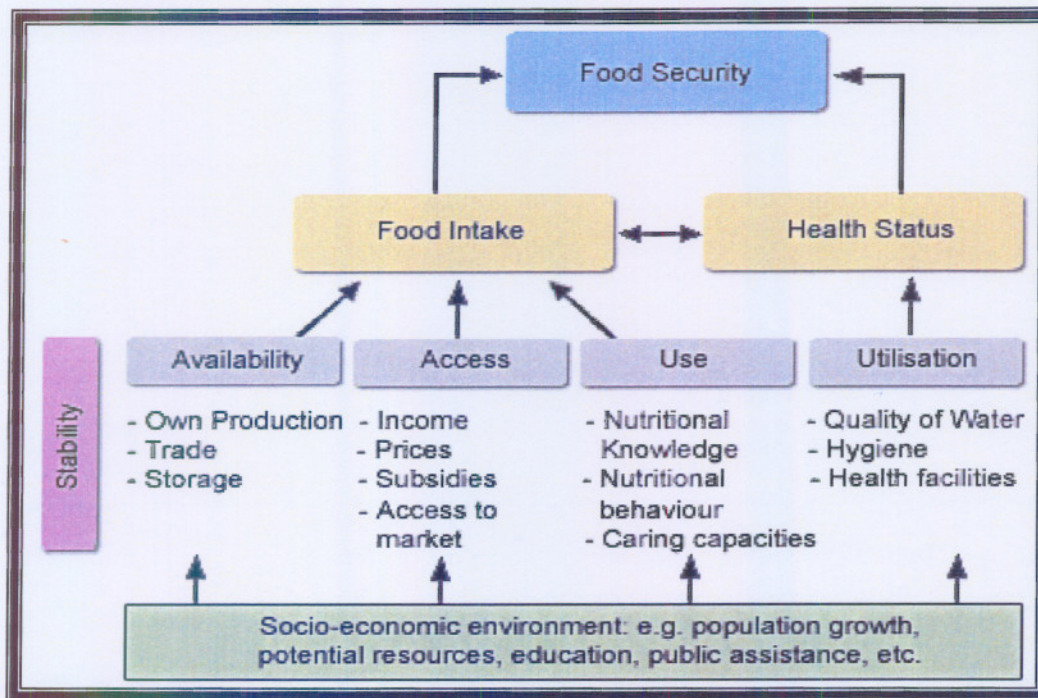 Food Security
Food Intake
Health Status
Stability
Availability
- Own Production
- Trade
- Storage
Access
- Income
- Prices
- Subsidies
- Access to
market
Use
- Nutritional
Knowledge
- Nutritional
behaviour
- Caring capacities
Utilisation
- Quality of Water
- Hygiene
- Health facilities
Socio-economic environment: e.g. population growth,
potential resources, education, public assistance, etc.